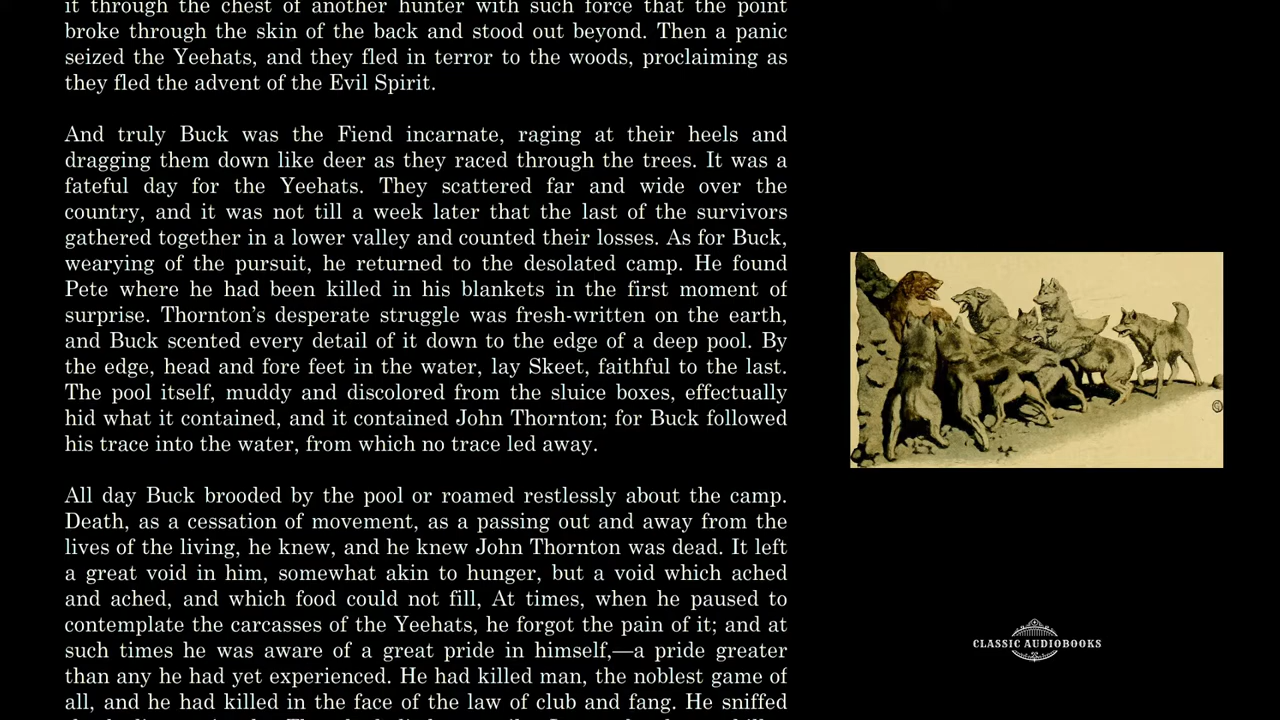 it through the chest of another hunter with such force that the point
broke through the skin of the back and stood out beyond. Then a panic
seized the Yeehats, and they fled in terror to the woods, proclaiming as
they fled the advent of the Evil Spirit.
And truly Buck was the Fiend incarnate, raging at their heels and
dragging them down like deer as they raced through the trees. It was a
fateful day for the Yeehats. They scattered far and wide over the
country, and it was not till a week later that the last of the survivors
gathered together in a lower valley and counted their losses. As for Buck,
wearying of the pursuit, he returned to the desolated camp. He found
Pete where he had been killed in his blankets in the first moment of
surprise. Thornton’s desperate struggle was fresh-written on the earth,
and Buck scented every detail of it down to the edge of a deep pool. By
the edge, head and fore feet in the water, lay Skeet, faithful to the last.
The pool itself, muddy and discolored from the sluice boxes, effectually
hid what it contained, and it contained John Thornton; for Buck followed
his trace into the water, from which no trace led away.
All day Buck brooded by the pool or roamed restlessly about the camp.
Death, as a cessation of movement, as a passing out and away from the
lives of the living, he knew, and he knew John Thornton was dead. It left
a great void in him, somewhat akin to hunger, but a void which ached
and ached, and which food could not fill, At times, when he paused to
contemplate the carcasses of the Yeehats, he forgot the pain of it; and at
such times he was aware of a great pride in himself,—a pride greater
than any he had yet experienced. He had killed man, the noblest game of
all, and he had killed in the face of the law of club and fang. He sniffed
CLASSIC AUDIOBOOKS